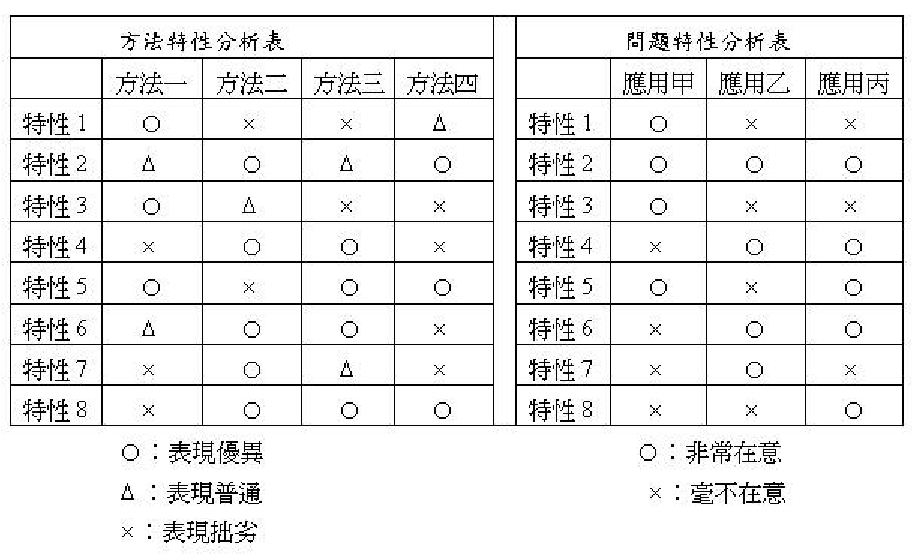 方法特性分析表 問題特性分析表
方法一 方法二 方法三 方法四 應用甲 應用乙 應用丙
特性1 ○ × × Δ 特性1 ○ × ×
特性2 Δ ○ Δ ○ 特性2 ○ ○ ○
特性3 ○ Δ × × 特性3 ○ × ×
特性4 × ○ ○ × 特性4 × ○ ○
特性5 ○ × ○ ○ 特性5 ○ × ○
特性6 Δ ○ ○ × 特性6 × ○ ○
特性7 × ○ Δ × 特性7 × ○ ×
特性8 × ○ ○ ○ 特性8 × × ○
○：表現優異 ○：非常在意
Δ：表現普通 ×：毫不在意
×：表現拙劣